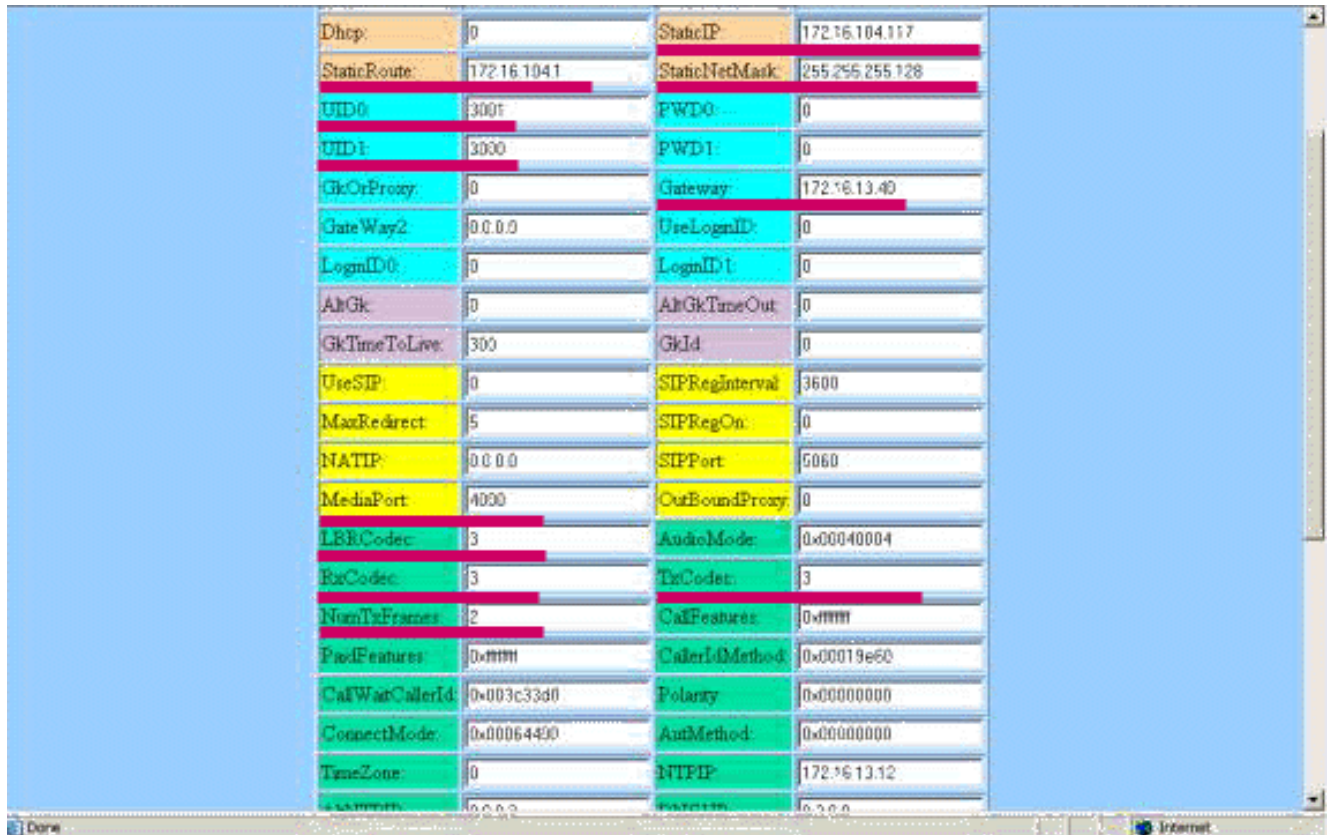 Dhcp: 0 StaticIP: 172.16.104.117
StaticRoute: 172.16.104.1 StaticNetMask: 255.255.255.128
UID0: 3001 PWD0: 0
UID1: 3000 PWD1: 0
GkOrProxy: 0 Gateway: 172.16.13.40
GateWay2: 0.0.0.0 UseLoginID: 0
LoginID0: 0 LoginID1: 0
AltGk: 0 AltGkTimeOut: 0
GkTimeToLive: 300 GkId: 0
UseSIP: 0 SIPRegInterval: 3600
MaxRedirect: 5 SIPRegOn: 0
NATIP: 0.0.0.0 SIPPort: 5060
MediaPort: 4000 OutBoundProxy: 0
LBRCodec: 3 AudioMode: 0x00040004
RxCodec: 3 TxCodec: 3
NumTxFrames: 2 CallFeatures: 0xffffffff
PaidFeatures: 0xffffffff CallerIdMethod: 0x00019e60
CallWaitCallerId: 0x003c33d0 Polarity: 0x00000000
ConnectMode: 0x00064400 AutMethod: 0x00000000
TimeZone: 0 NTPIP: 172.16.13.12
Done Internet